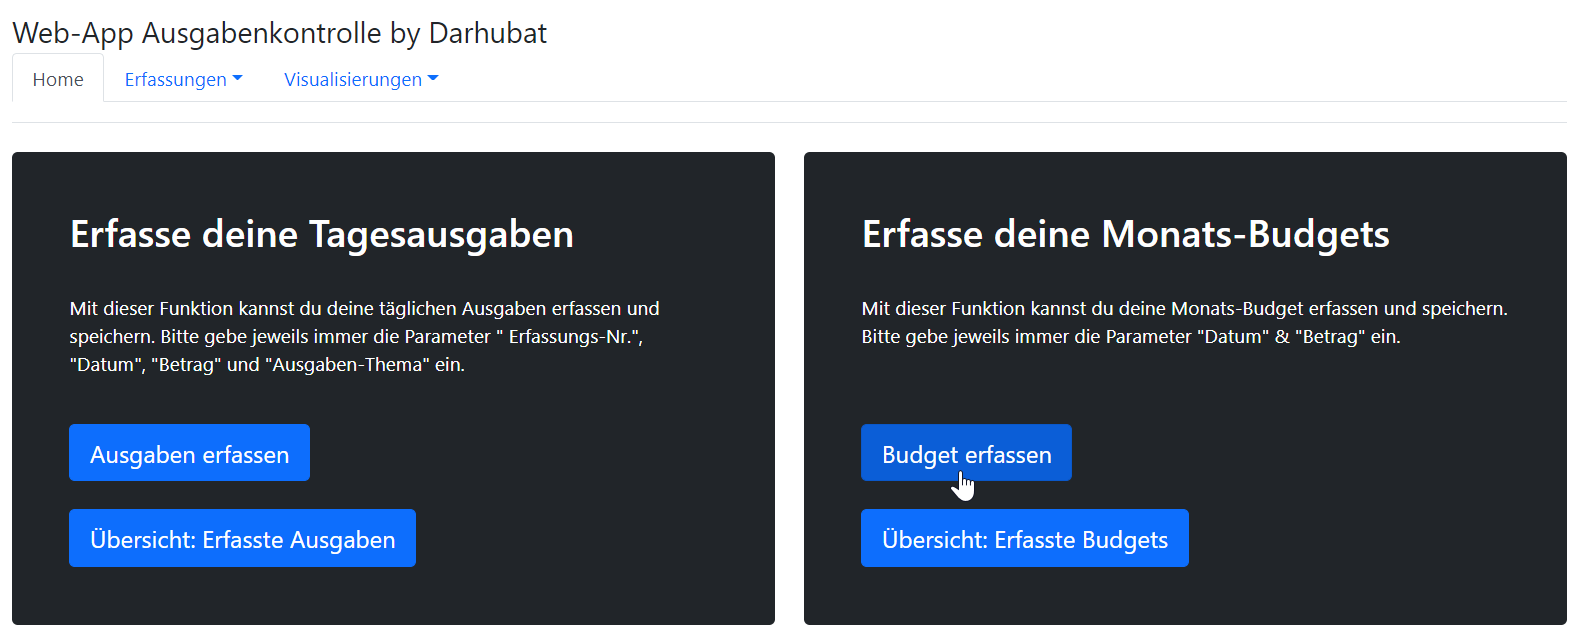 Web-App Ausgabenkontrolle by Darhubat
Home Erfassungen Visualisierungen
Erfasse deine Tagesausgaben
Mit dieser Funktion kannst du deine täglichen Ausgaben erfassen und
speichern. Bitte gebe jeweils immer die Parameter " Erfassungs-Nr.",
"Datum", "Betrag" und "Ausgaben-Thema" ein.
Ausgaben erfassen
Übersicht: Erfasste Ausgaben
Erfasse deine Monats-Budgets
Mit dieser Funktion kannst du deine Monats-Budget erfassen und speichern.
Bitte gebe jeweils immer die Parameter "Datum" & "Betrag" ein.
Budget erfassen
Übersicht: Erfasste Budgets